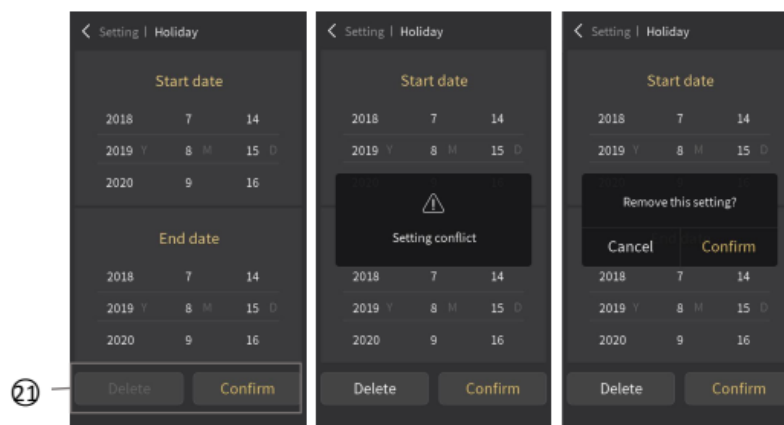 Setting | Holiday
Start date
2018 7 14
2019 Y 8 M 15 D
2020 9 16
End date
2018 7 14
2019 Y 8 M 15 D
2020 9 16
㉑
Delete Confirm
Setting | Holiday
Start date
2018 7 14
2019 Y 8 M 15 D
Setting conflict
2018 7 14
2019 Y 8 M 15 D
2020 9 16
Delete Confirm
Setting | Holiday
Start date
2018 7 14
2019 Y 8 M 15 D
Remove this setting?
Cancel Confirm
2018 7 14
2019 Y 8 M 15 D
2020 9 16
Delete Confirm